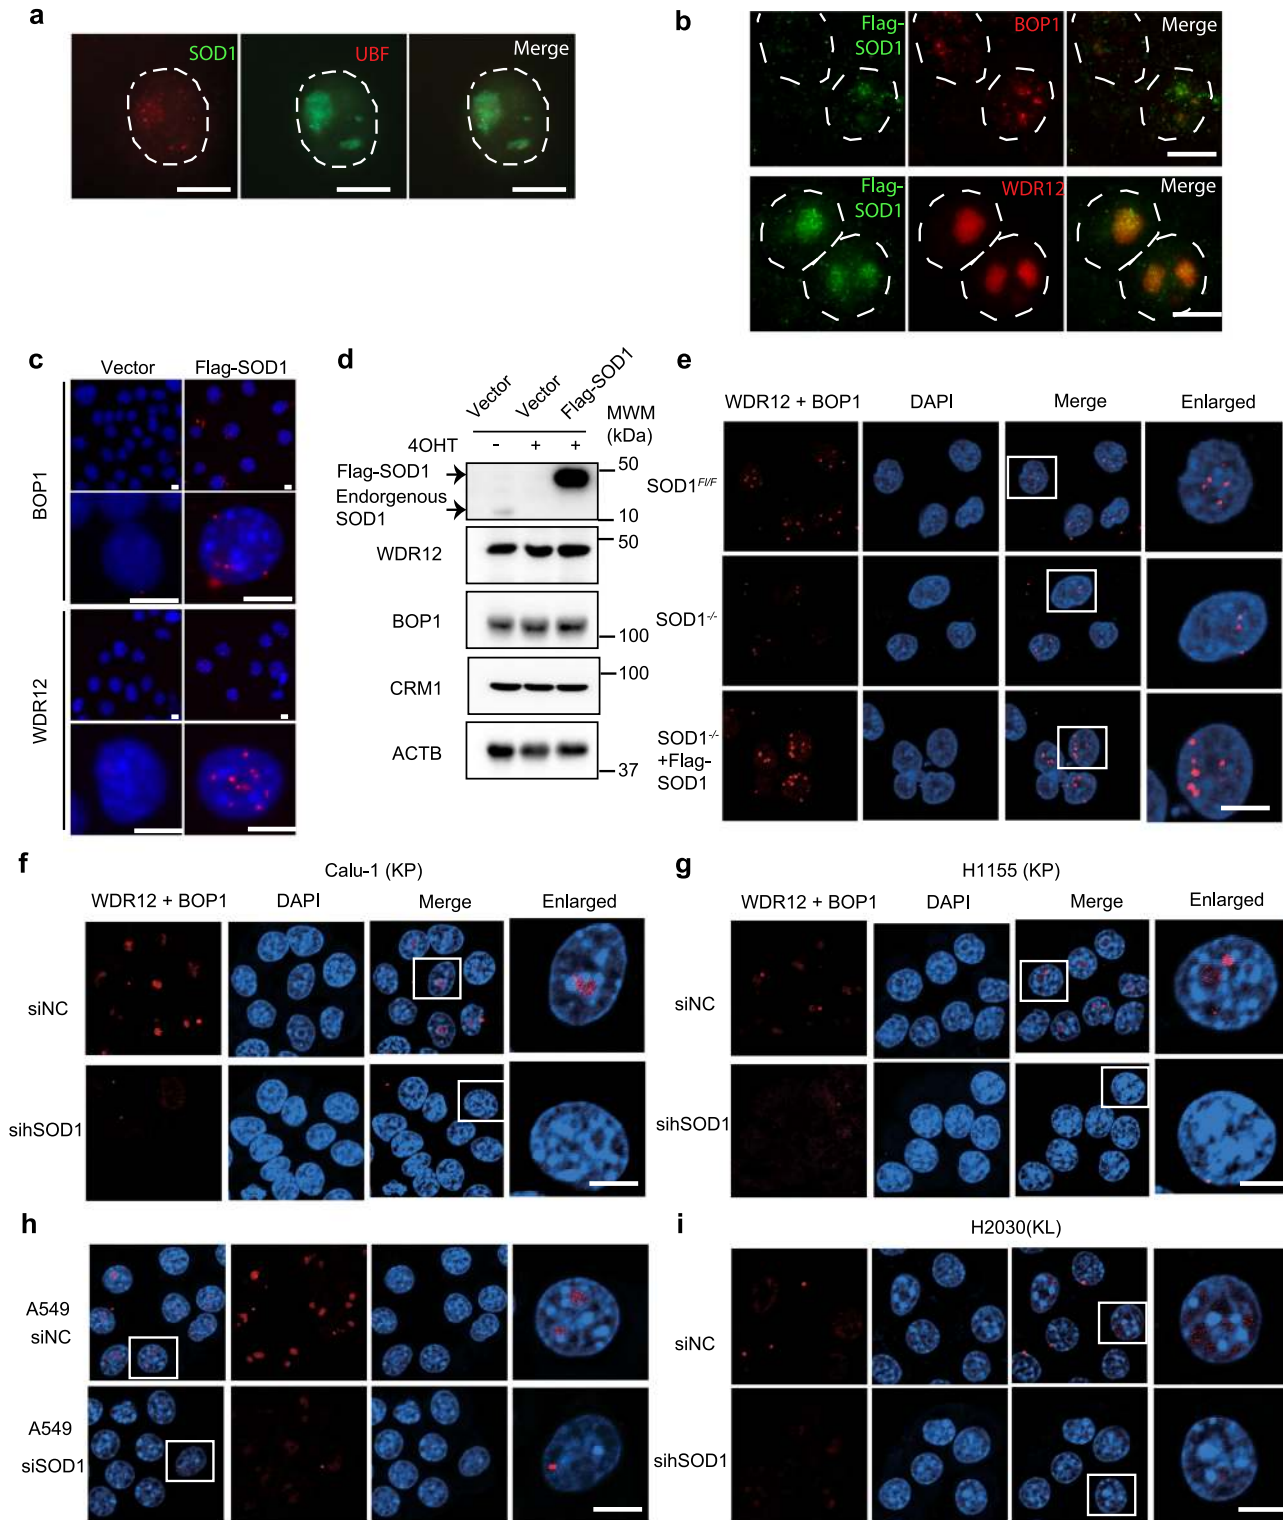 a
SOD1
UBF
Merge
b
Flag-
SOD1
BOP1
Merge
Flag-
SOD1
WDR12
Merge
c
Vector
Flag-SOD1
BOP1
WDR12
d
Vector
Vector
Flag-SOD1
MWM
(kDa)
4OHT
-
+
+
Flag-SOD1
50
Endorgenous
SOD1
10
WDR12
50
BOP1
100
CRM1
100
ACTB
37
e
WDR12 + BOP1
DAPI
Merge
Enlarged
SOD1Fl/F
SOD1-/-
SOD1-/-
+Flag-
SOD1
f
Calu-1 (KP)
WDR12 + BOP1
DAPI
Merge
Enlarged
siNC
sihSOD1
g
H1155 (KP)
WDR12 + BOP1
DAPI
Merge
Enlarged
siNC
sihSOD1
h
A549
siNC
A549
siSOD1
i
H2030(KL)
siNC
sihSOD1